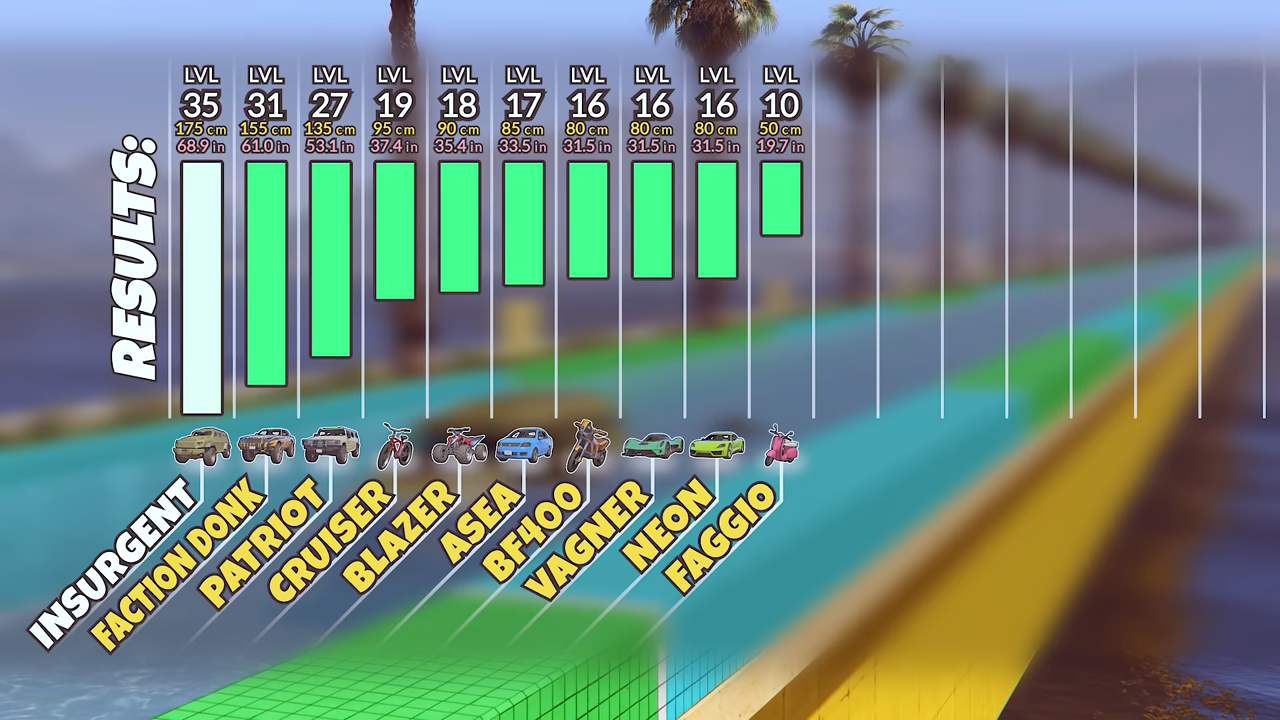 RESULTS:
LVL LVL LVL LVL LVL LVL LVL LVL LVL LVL
35 31 27 19 18 17 16 16 16 10
175 cm 155 cm 135 cm 95 cm 90 cm 85 cm 80 cm 80 cm 80 cm 50 cm
68.9 in 61.0 in 53.1 in 37.4 in 35.4 in 33.5 in 31.5 in 31.5 in 31.5 in 19.7 in
INSURGENT
FACTION DONK
PATRIOT
CRUISER
BLAZER
ASEA
BF400
VAGNER
NEON
FAGGIO